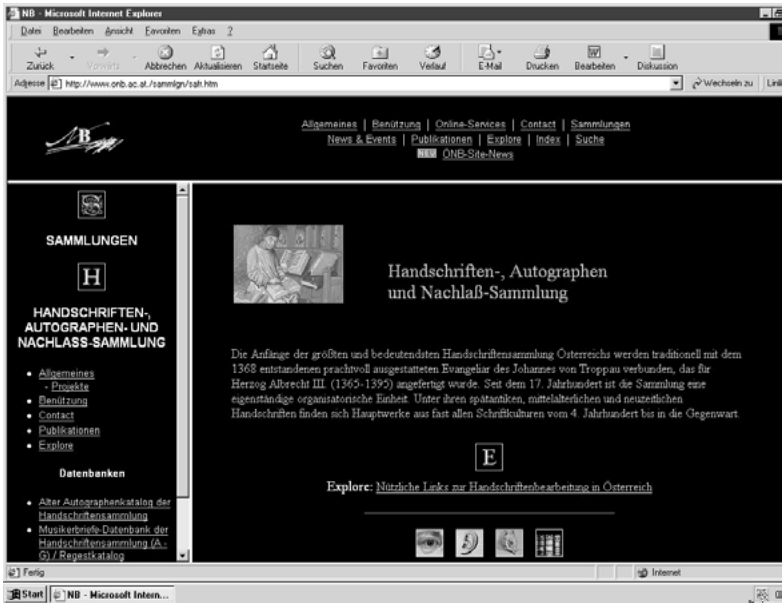 NB - Microsoft Internet Explorer
Datei Bearbeiten Ansicht Favoriten Extras ?
Zurück Vorwärts Abbrechen Aktualisieren Startseite Suchen Favoriten Verlauf E-Mail Drucken Bearbeiten Diskussion
Adresse http://www.onb.ac.at./sammlgn/safr.htm Wechseln zu
NB
Allgemeines | Benützung | Online-Services | Contact | Sammlungen
News & Events | Publikationen | Explore | Index | Suche
NEU ÖNB-Site-News
S
SAMMLUNGEN
H
HANDSCHRIFTEN-,
AUTOGRAPHEN- UND
NACHLASS-SAMMLUNG
Allgemeines
- Projekte
Benützung
Contact
Publikationen
Explore
Datenbanken
Alter Autographenkatalog der
Handschriftensammlung
Musikerbriefe-Datenbank der
Handschriftensammlung (A -
G) / Regestkatalog
Handschriften-, Autographen
und Nachlaß-Sammlung
Die Anfänge der größten und bedeutendsten Handschriftensammlung Österreichs werden traditionell mit dem
1368 entstandenen prachtvoll ausgestatteten Evangeliar des Johannes von Troppau verbunden, das für
Herzog Albrecht III. (1365-1395) angefertigt wurde. Seit dem 17. Jahrhundert ist die Sammlung eine
eigenständige organisatorische Einheit. Unter ihren spätantiken, mittelalterlichen und neuzeitlichen
Handschriften finden sich Hauptwerke aus fast allen Schriftkulturen vom 4. Jahrhundert bis in die Gegenwart.
E
Explore: Nützliche Links zur Handschriftenbearbeitung in Österreich
Fertig Internet
Start NB - Microsoft Intern...